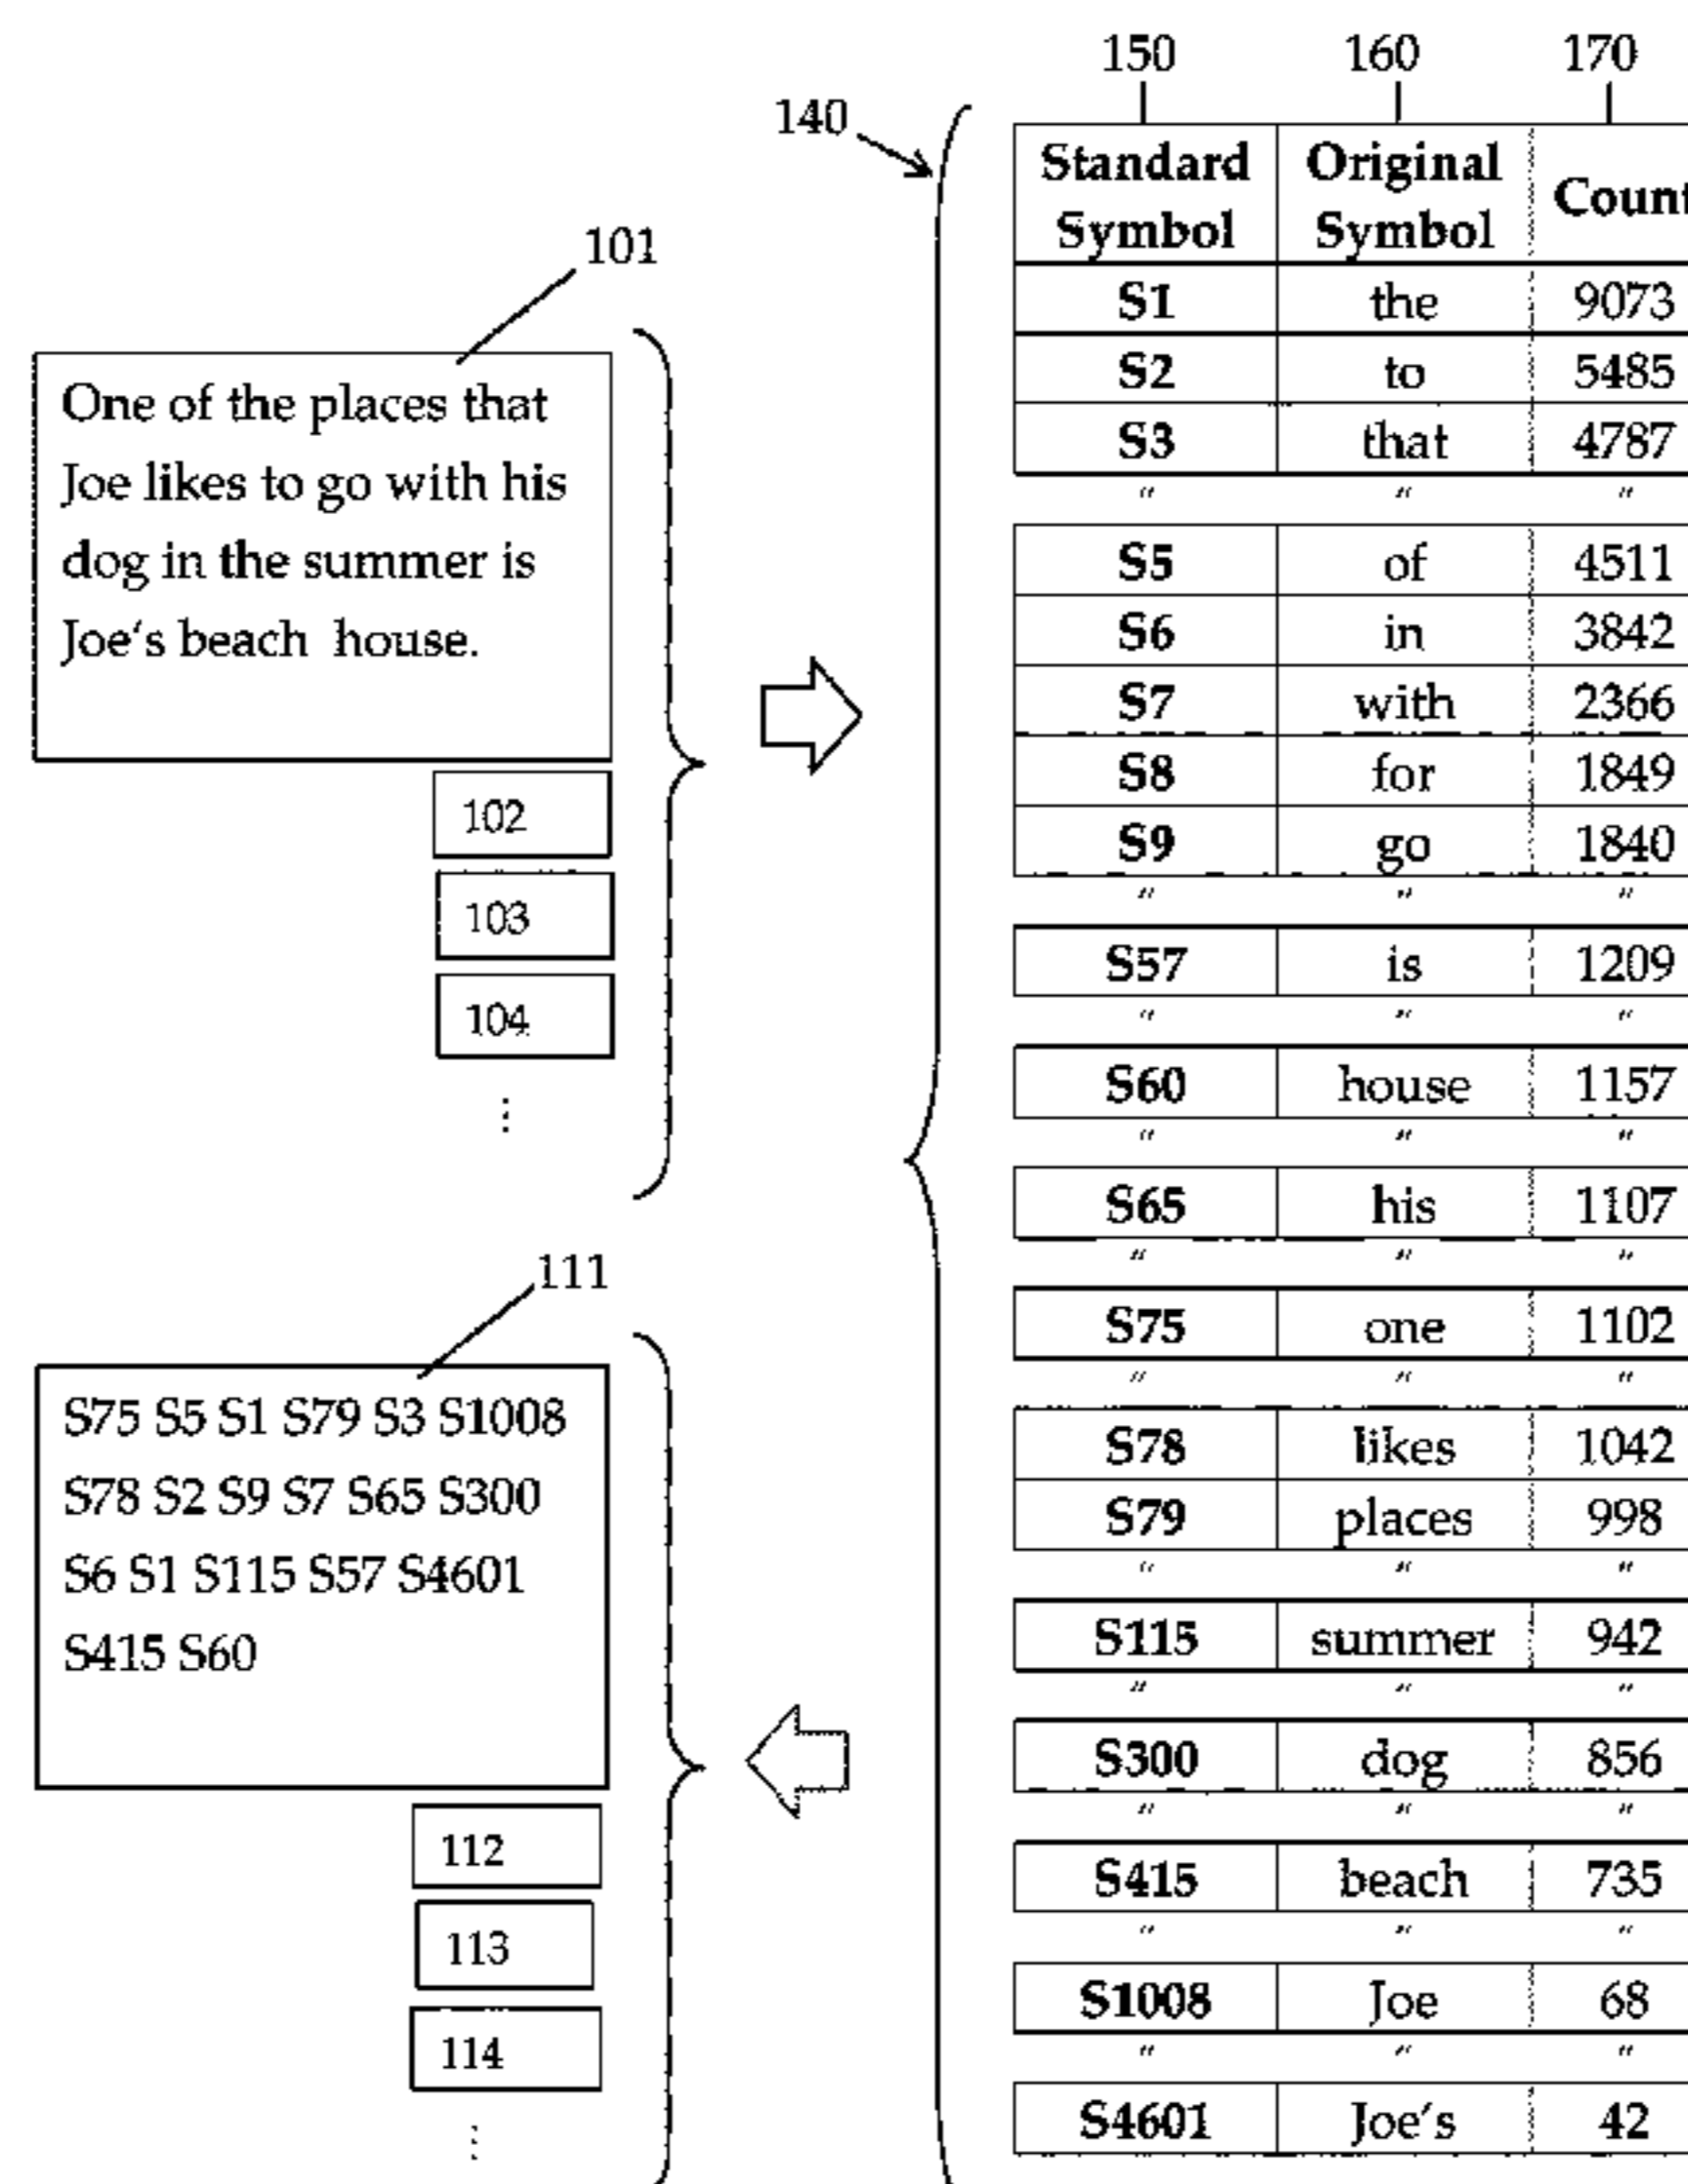 101
One of the places that
Joe likes to go with his
dog in the summer is
Joe's beach house.
102
103
104
⋮
111
S75 S5 S1 S79 S3 S1008
S78 S2 S9 S7 S65 S300
S6 S1 S115 S57 S4601
S415 S60
112
113
114
⋮
140
150 160 170
Standard Symbol Original Symbol Count
S1 the 9073
S2 to 5485
S3 that 4787
" " "
S5 of 4511
S6 in 3842
S7 with 2366
S8 for 1849
S9 go 1840
" " "
S57 is 1209
" " "
S60 house 1157
" " "
S65 his 1107
" " "
S75 one 1102
" " "
S78 likes 1042
S79 places 998
" " "
S115 summer 942
" " "
S300 dog 856
" " "
S415 beach 735
" " "
S1008 Joe 68
" " "
S4601 Joe's 42